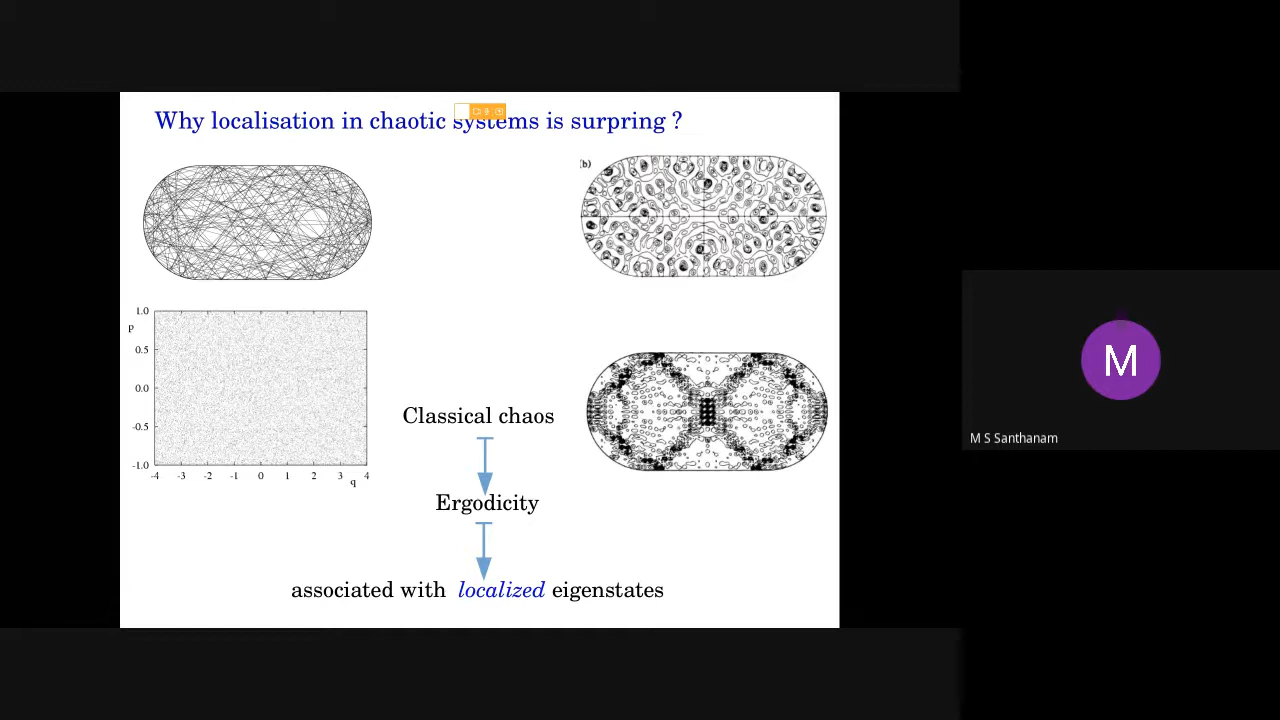 Why localisation in chaotic systems is surpring ?
(b)
1.0
P
0.5
0.0
-0.5
-1.0
-4 -3 -2 -1 0 1 2 3 4
q
Classical chaos
Ergodicity
associated with localized eigenstates
M
M S Santhanam